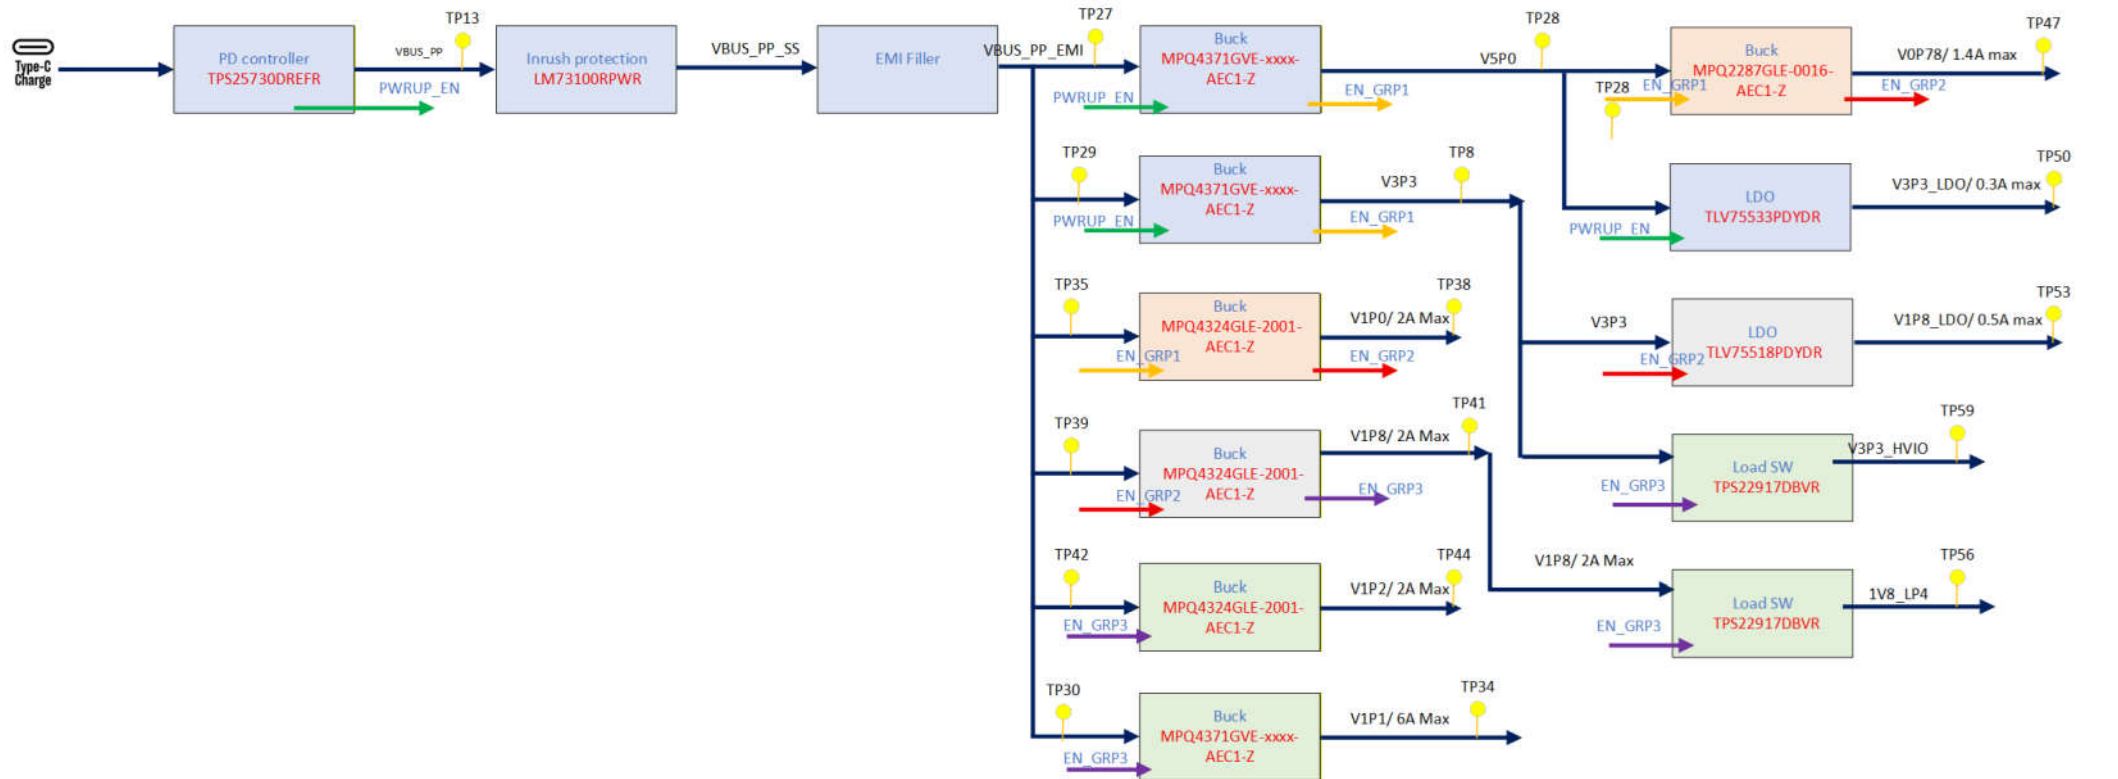 Type-C
Charge
PD controller
TPS25730DREFR
VBUS_PP
TP13
PWRUP_EN
Inrush protection
LM73100RPWR
VBUS_PP_SS
EMI Filler
VBUS_PP_EMI
TP27
PWRUP_EN
Buck
MPQ4371GVE-xxxx-
AEC1-Z
EN_GRP1
V5P0
TP28
TP28
EN_GRP1
Buck
MPQ2287GLE-0016-
AEC1-Z
V0P78/ 1.4A max
EN_GRP2
TP47
TP29
PWRUP_EN
Buck
MPQ4371GVE-xxxx-
AEC1-Z
V3P3
EN_GRP1
TP8
PWRUP_EN
LDO
TLV75533PDYDR
V3P3_LDO/ 0.3A max
TP50
TP35
EN_GRP1
Buck
MPQ4324GLE-2001-
AEC1-Z
V1P0/ 2A Max
EN_GRP2
TP38
V3P3
EN_GRP2
LDO
TLV75518PDYDR
V1P8_LDO/ 0.5A max
TP53
TP39
EN_GRP2
Buck
MPQ4324GLE-2001-
AEC1-Z
V1P8/ 2A Max
EN_GRP3
TP41
EN_GRP3
Load SW
TPS22917DBVR
V3P3_HVIO
TP59
TP42
EN_GRP3
Buck
MPQ4324GLE-2001-
AEC1-Z
V1P2/ 2A Max
TP44
V1P8/ 2A Max
EN_GRP3
Load SW
TPS22917DBVR
1V8_LP4
TP56
TP30
EN_GRP3
Buck
MPQ4371GVE-xxxx-
AEC1-Z
V1P1/ 6A Max
TP34